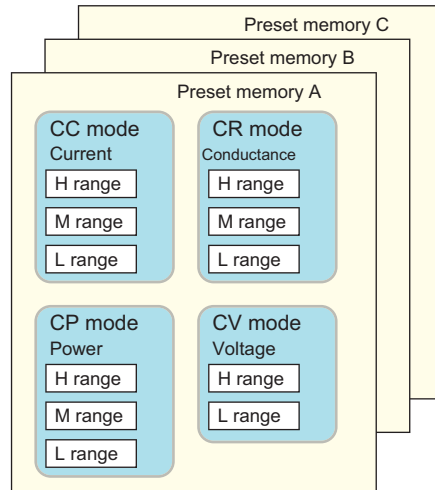 Preset memory C
Preset memory B
Preset memory A
CC mode
Current
H range
M range
L range
CR mode
Conductance
H range
M range
L range
CP mode
Power
H range
M range
L range
CV mode
Voltage
H range
L range